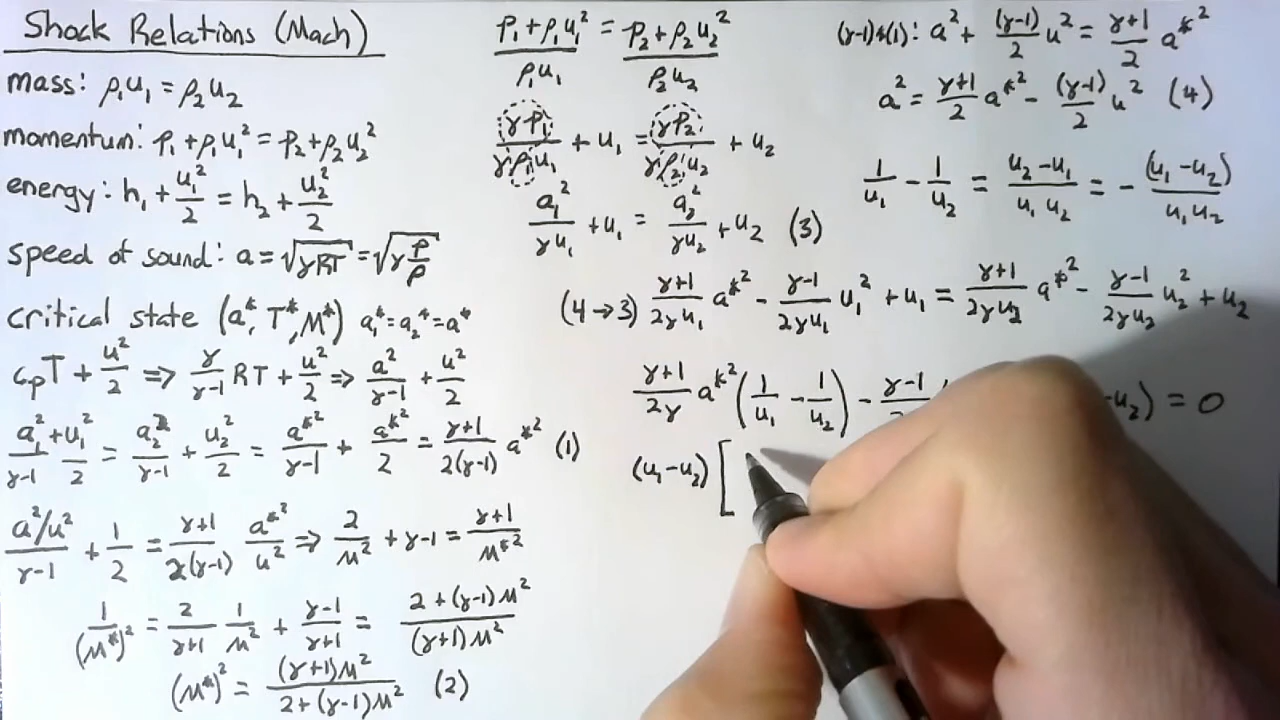 Shock Relations (Mach)
mass: ρ₁u₁ = ρ₂u₂
momentum: p₁ + ρ₁u₁² = p₂ + ρ₂u₂²
energy: h₁ + u₁²/2 = h₂ + u₂²/2
speed of sound: a = √(γRT) = √(γ p/ρ)
critical state (a*, T*, M*) a₁* = a₂* = a*
cₚT + u²/2 ⇒ γ/(γ-1) RT + u²/2 ⇒ a²/(γ-1) + u²/2
a₁²/(γ-1) + u₁²/2 = a₂²/(γ-1) + u₂²/2 = a*²/(γ-1) + a*²/2 = (γ+1)/(2(γ-1)) a*² (1)
(a²/u²)/(γ-1) + 1/2 = (γ+1)/(2(γ-1)) a*²/u² ⇒ 2/M² + γ-1 = (γ+1)/M*²
1/(M*)² = 2/(γ+1) 1/M² + (γ-1)/(γ+1) = (2+(γ-1)M²)/((γ+1)M²)
(M*)² = (γ+1)M²/(2+(γ-1)M²) (2)
(p₁ + ρ₁u₁²)/(ρ₁u₁) = (p₂ + ρ₂u₂²)/(ρ₂u₂)
γp₁/(γρ₁u₁) + u₁ = γp₂/(γρ₂u₂) + u₂
a₁²/(γu₁) + u₁ = a₂²/(γu₂) + u₂ (3)
(γ-1)*(1): a² + (γ-1)/2 u² = (γ+1)/2 a*²
a² = (γ+1)/2 a*² - (γ-1)/2 u² (4)
1/u₁ - 1/u₂ = (u₂-u₁)/(u₁u₂) = -(u₁-u₂)/(u₁u₂)
(4→3) (γ+1)/(2γu₁) a*² - (γ-1)/(2γu₁) u₁² + u₁ = (γ+1)/(2γu₂) a*² - (γ-1)/(2γu₂) u₂² + u₂
(γ+1)/(2γ) a*² (1/u₁ - 1/u₂) - γ-1 -u₂) = 0
(u₁-u₂) [